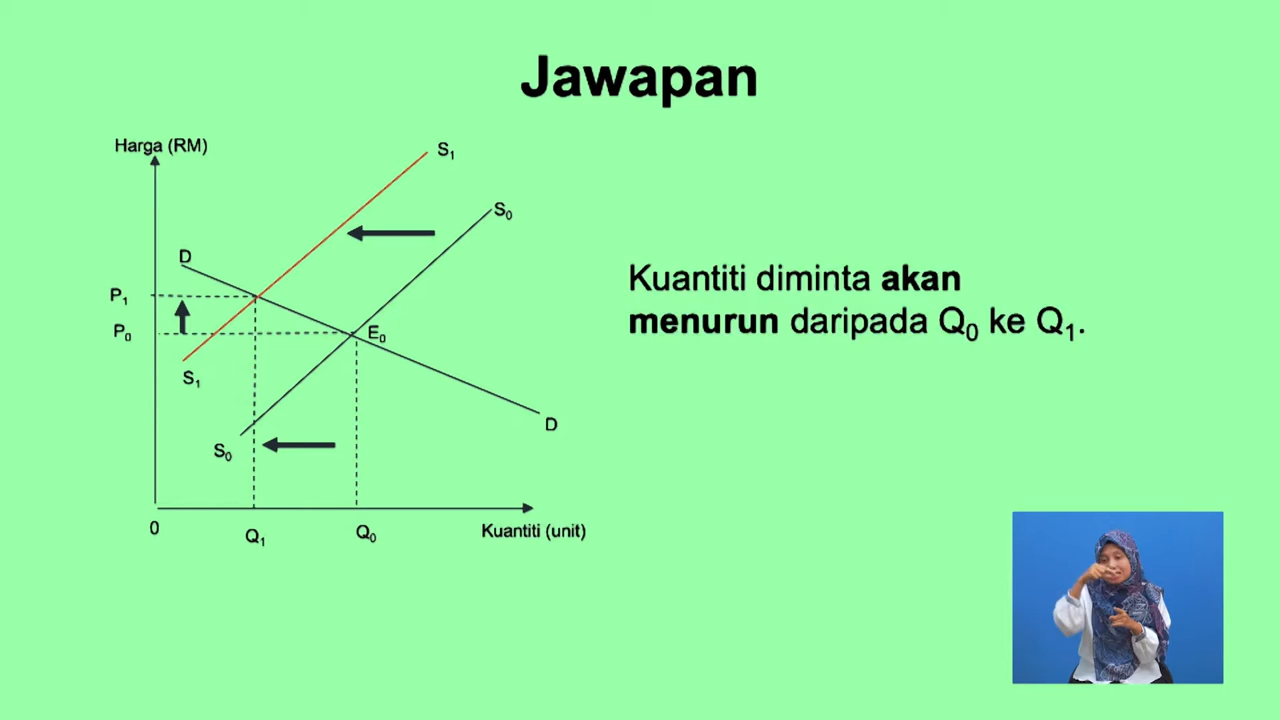 Jawapan
Harga (RM)
S₁
S₀
D
P₁
P₀
E₀
S₁
D
S₀
0
Q₁
Q₀
Kuantiti (unit)
Kuantiti diminta akan
menurun daripada Q₀ ke Q₁.